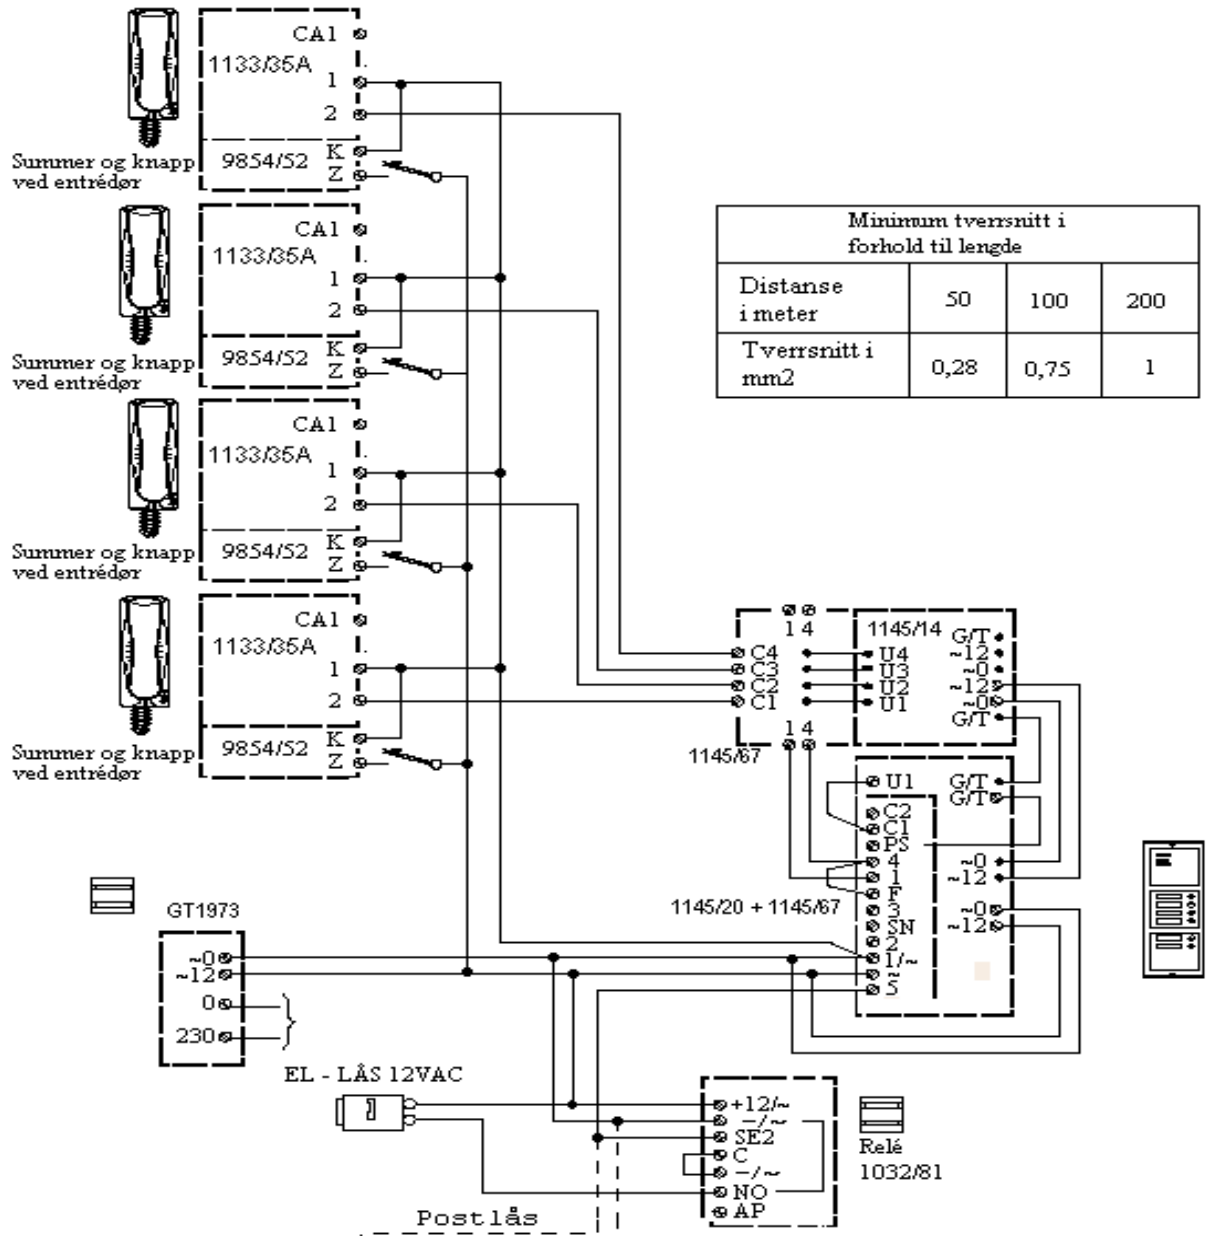 CA1
1133/35A
1
2
9854/52
K
Z
Summer og knapp
ved entrédør
CA1
1133/35A
1
2
9854/52
K
Z
Summer og knapp
ved entrédør
CA1
1133/35A
1
2
9854/52
K
Z
Summer og knapp
ved entrédør
CA1
1133/35A
1
2
9854/52
K
Z
Summer og knapp
ved entrédør
Minimum tverrsnitt i
forhold til lengde
Distanse
i meter
50
100
200
Tverrsnitt i
mm2
0,28
0,75
1
1 4
C4
C3
C2
C1
1 4
1145/67
1145/14
U4
U3
U2
U1
G/T
~12
~0
~12
~0
G/T
U1
C2
C1
PS
4
1
F
3
SN
2
1/~
~
5
G/T
G/T
~0
~12
~0
~12
1145/20 + 1145/67
GT1973
~0
~12
0
230
EL - LÅS 12VAC
+12/~
-/~
SE2
C
-/~
NO
AP
Relé
1032/81
Postlås